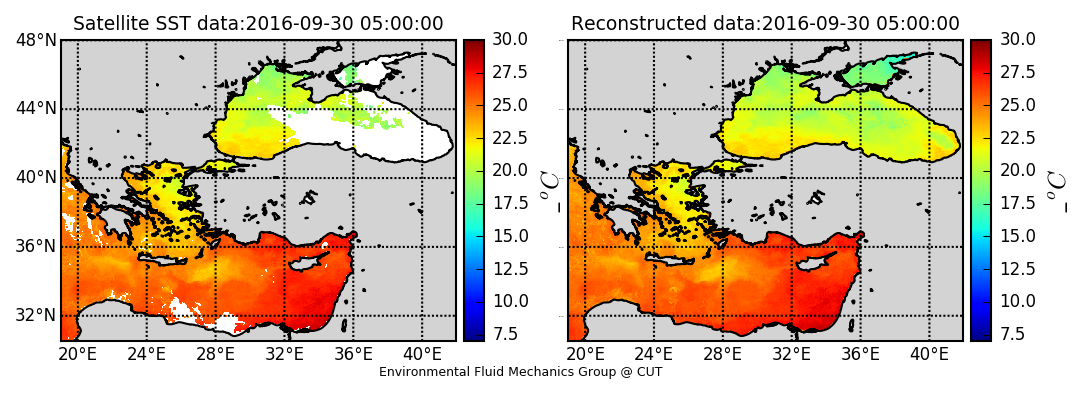 Satellite SST data:2016-09-30 05:00:00
48°N
44°N
40°N
36°N
32°N
20°E 24°E 28°E 32°E 36°E 40°E
30.0
27.5
25.0
22.5
20.0
17.5
15.0
12.5
10.0
7.5
_ °C
Reconstructed data:2016-09-30 05:00:00
20°E 24°E 28°E 32°E 36°E 40°E
30.0
27.5
25.0
22.5
20.0
17.5
15.0
12.5
10.0
7.5
_ °C
Environmental Fluid Mechanics Group @ CUT